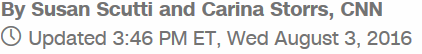 By Susan Scutti and Carina Storrs, CNN
Updated 3:46 PM ET, Wed August 3, 2016